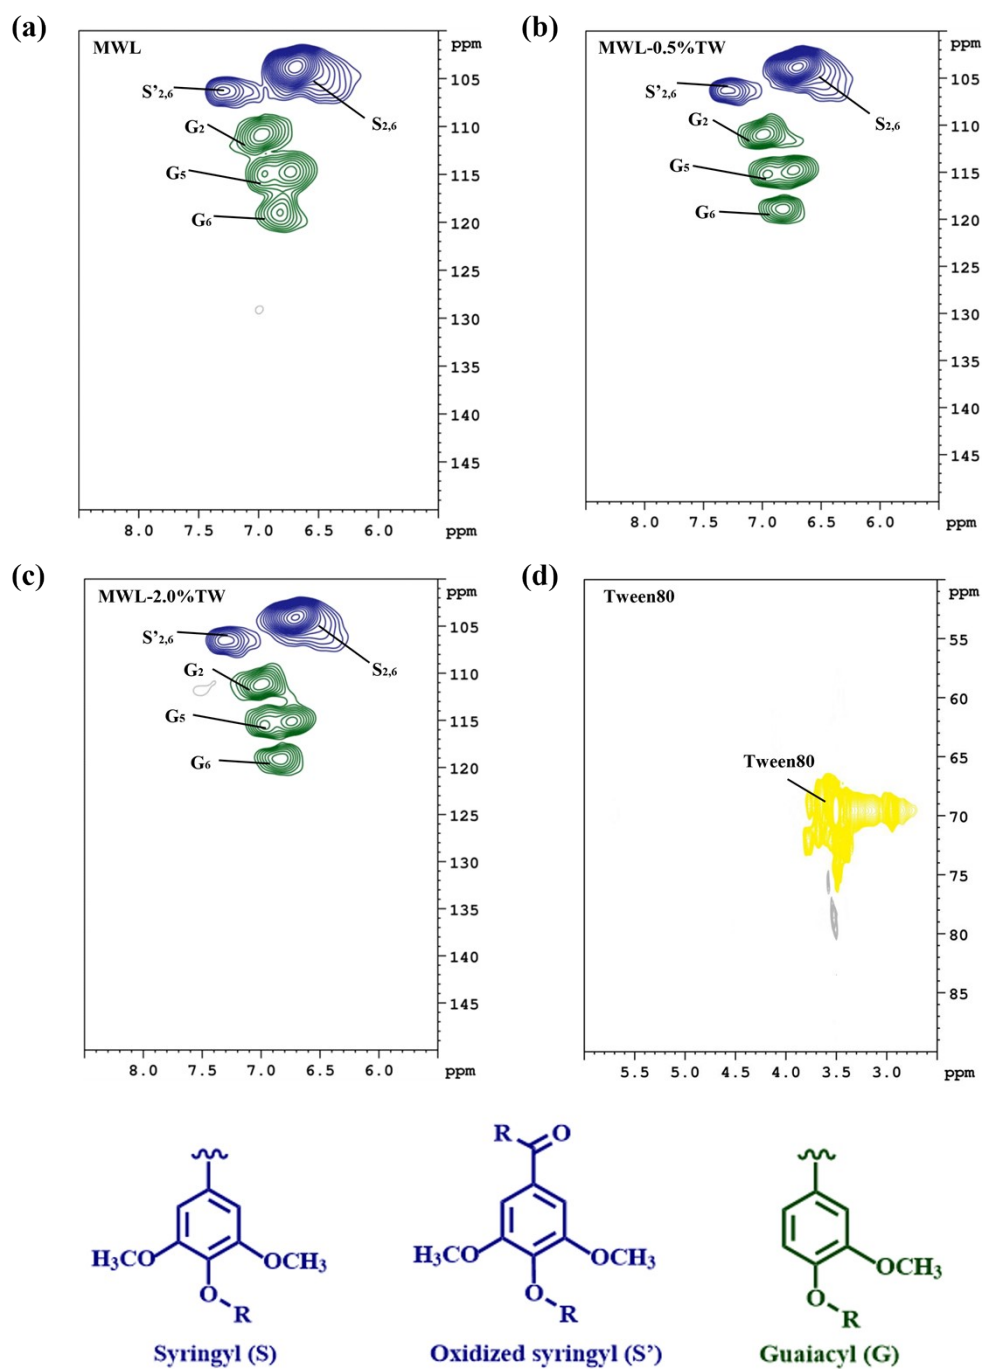 (a)
MWL
S'2,6
S2,6
G2
G5
G6
ppm
105
110
115
120
125
130
135
140
145
8.0 7.5 7.0 6.5 6.0 ppm
(b)
MWL-0.5%TW
S'2,6
S2,6
G2
G5
G6
ppm
105
110
115
120
125
130
135
140
145
8.0 7.5 7.0 6.5 6.0 ppm
(c)
MWL-2.0%TW
S'2,6
S2,6
G2
G5
G6
ppm
105
110
115
120
125
130
135
140
145
8.0 7.5 7.0 6.5 6.0 ppm
(d)
Tween80
Tween80
ppm
55
60
65
70
75
80
85
5.5 5.0 4.5 4.0 3.5 3.0 ppm
H3CO OCH3
O
R
Syringyl (S)
R O
H3CO OCH3
O
R
Oxidized syringyl (S')
OCH3
O
R
Guaiacyl (G)